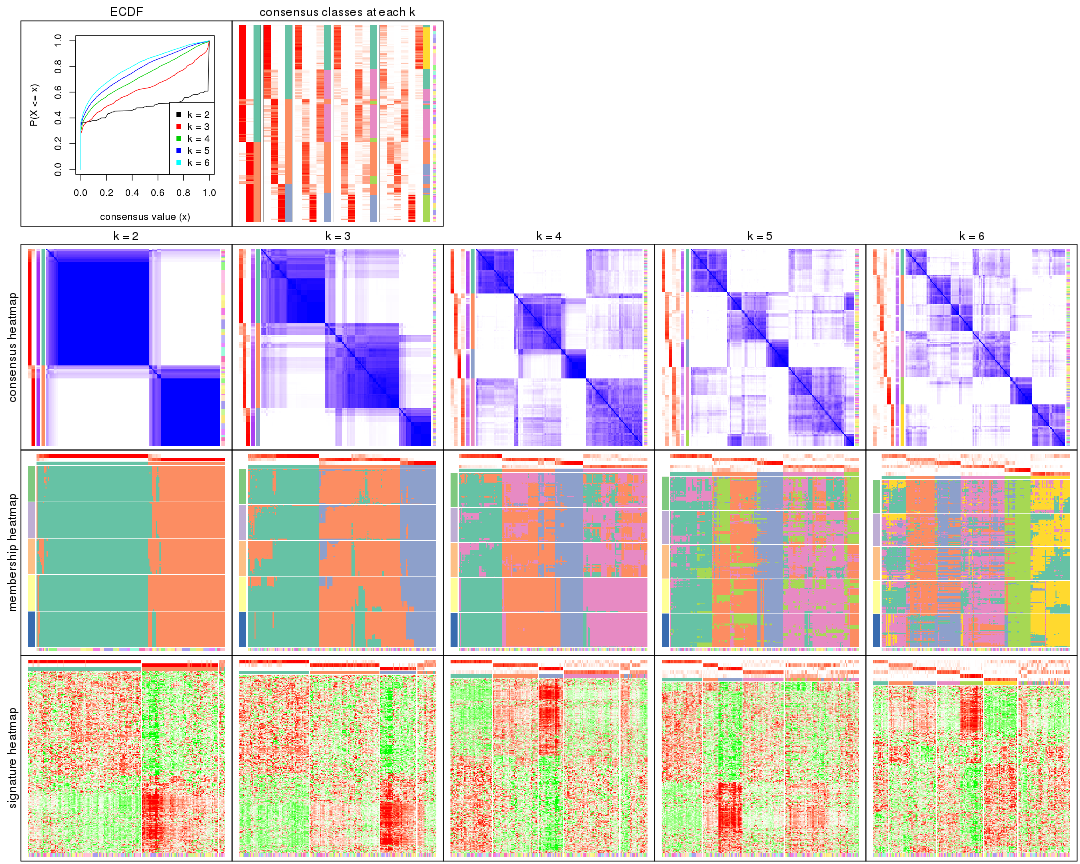 ECDF
consensus classes at each k
P(X <= x)
0.0 0.2 0.4 0.6 0.8 1.0
k = 2
k = 3
k = 4
k = 5
k = 6
0.0 0.2 0.4 0.6 0.8 1.0
consensus value (x)
k = 2 k = 3 k = 4 k = 5 k = 6
consensus heatmap
membership heatmap
signature heatmap